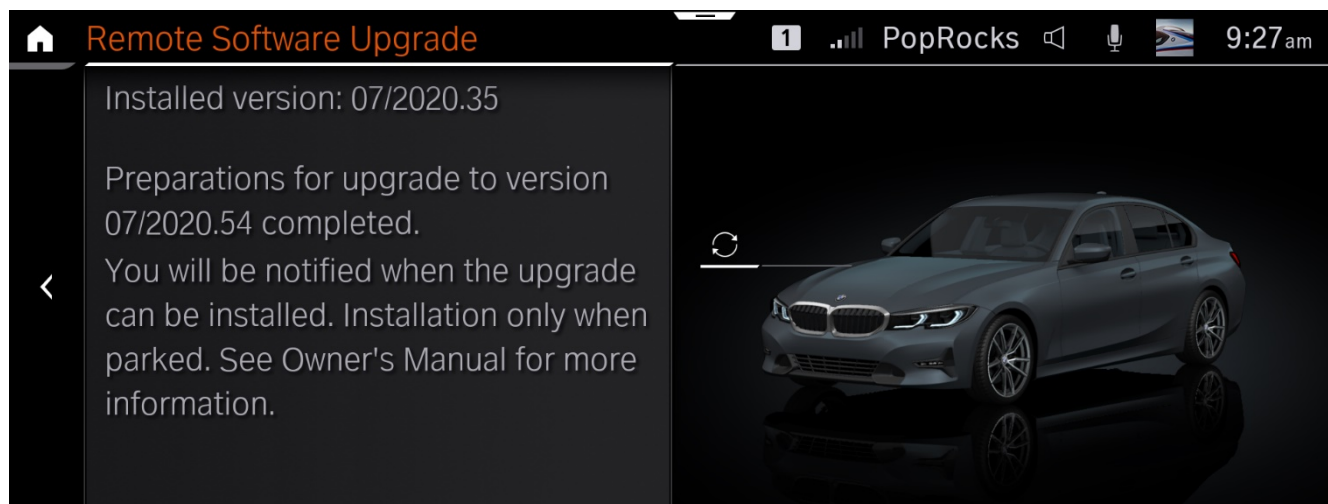 Remote Software Upgrade
1 PopRocks 9:27am
Installed version: 07/2020.35
Preparations for upgrade to version
07/2020.54 completed.
You will be notified when the upgrade
can be installed. Installation only when
parked. See Owner's Manual for more
information.